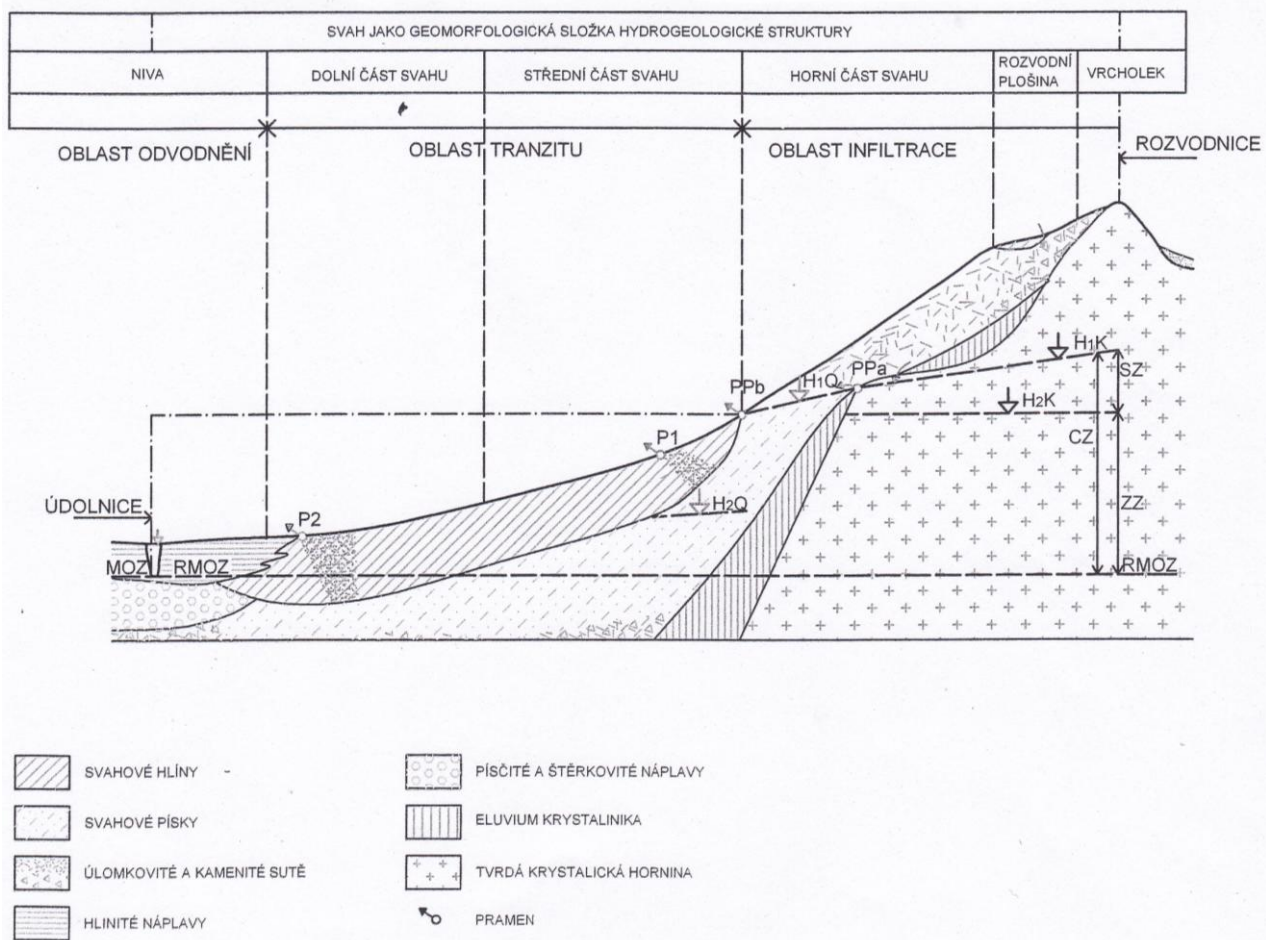 SVAH JAKO GEOMORFOLOGICKÁ SLOŽKA HYDROGEOLOGICKÉ STRUKTURY
NIVA
DOLNÍ ČÁST SVAHU
STŘEDNÍ ČÁST SVAHU
HORNÍ ČÁST SVAHU
ROZVODNÍ
PLOŠINA
VRCHOLEK
OBLAST ODVODNĚNÍ
OBLAST TRANZITU
OBLAST INFILTRACE
ROZVODNICE
H1K
PPa
H1Q
PPb
SZ
H2K
CZ
P1
ZZ
H2Q
ÚDOLNICE
P2
MOZ
RMOZ
RMOZ
SVAHOVÉ HLÍNY
SVAHOVÉ PÍSKY
ÚLOMKOVITÉ A KAMENITÉ SUTĚ
HLINITÉ NÁPLAVY
PÍSČITÉ A ŠTĚRKOVITÉ NÁPLAVY
ELUVIUM KRYSTALINIKA
TVRDÁ KRYSTALICKÁ HORNINA
PRAMEN